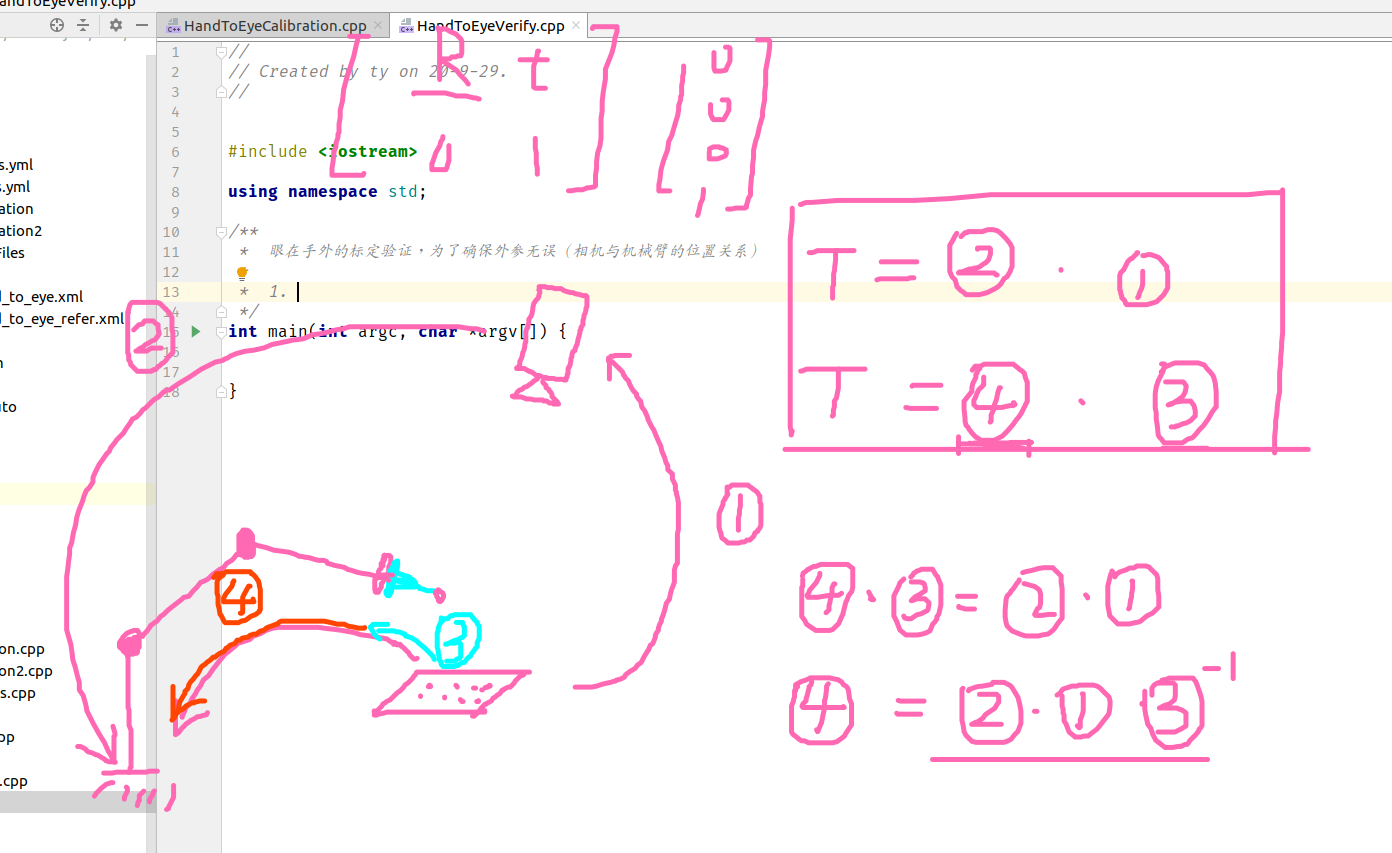 HandToEyeVerify.cpp
HandToEyeCalibration.cpp
HandToEyeVerify.cpp
1 //
2 // Created by ty on 20-9-29.
3 //
4
5
6 #include <iostream>
7
8 using namespace std;
9
10 /**
11 * 眼在手外的标定验证,为了确保外参无误(相机与机械臂的位置关系)
12
13 * 1.
14 */
15 int main(int argc, char *argv[]) {
16
17
18 }
s.yml
s.yml
ation
ation2
Files
d_to_eye.xml
d_to_eye_refer.xml
n
uto
on.cpp
on2.cpp
s.cpp
pp
.cpp
R t
0 1
0
0
0
1
T = ② · ①
T = ④ · ③
2
①
④
③
④ · ③ = ② · ①
④ = ② · ① · ③ -1